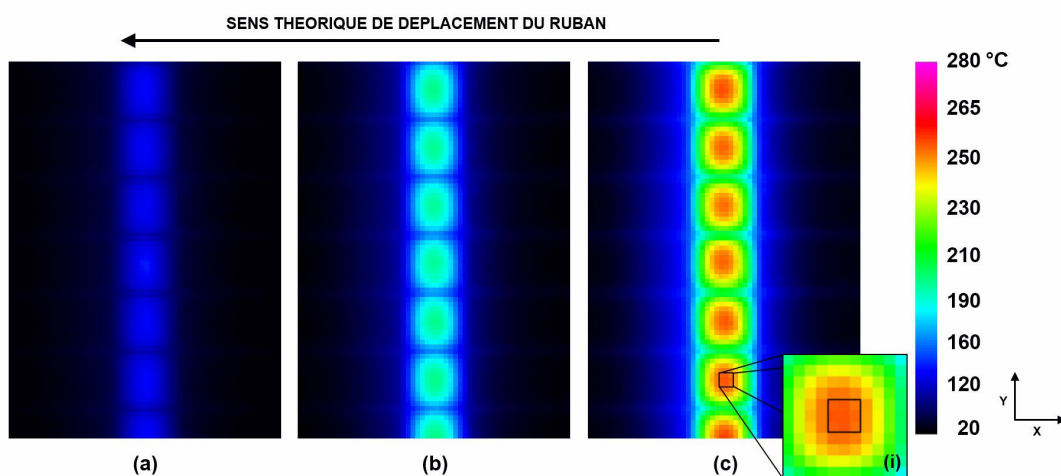 SENS THEORIQUE DE DEPLACEMENT DU RUBAN
280 °C
265
250
230
210
190
160
120
20
Y
X
(a)
(b)
(c)
(i)